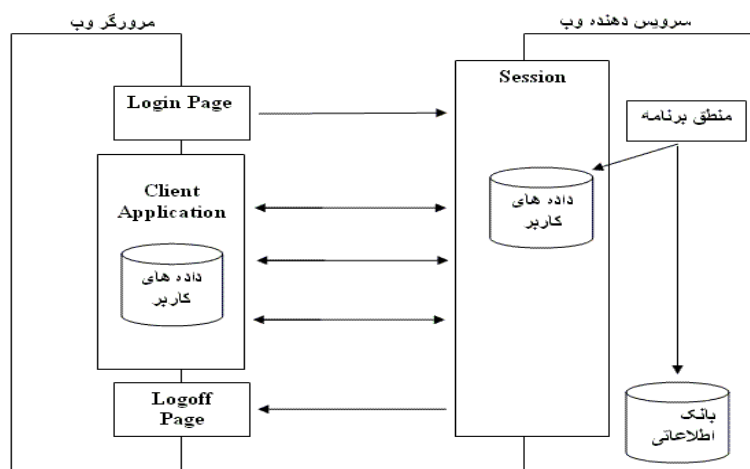 مرورگر وب
سرویس دهنده وب
Login Page
Session
منطق برنامه
Client
Application
داده های
کاربر
داده های
کاربر
Logoff
Page
بانک
اطلاعاتی